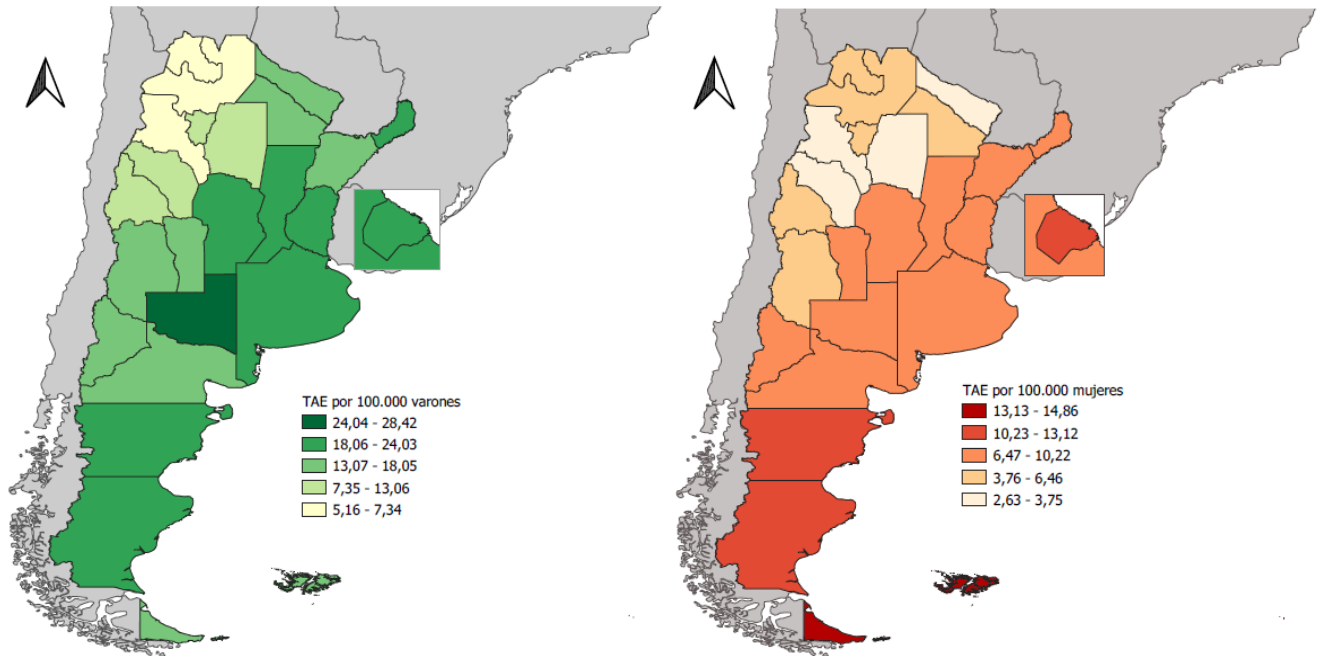 TAE por 100.000 varones
24,04 - 28,42
18,06 - 24,03
13,07 - 18,05
7,35 - 13,06
5,16 - 7,34
TAE por 100.000 mujeres
13,13 - 14,86
10,23 - 13,12
6,47 - 10,22
3,76 - 6,46
2,63 - 3,75